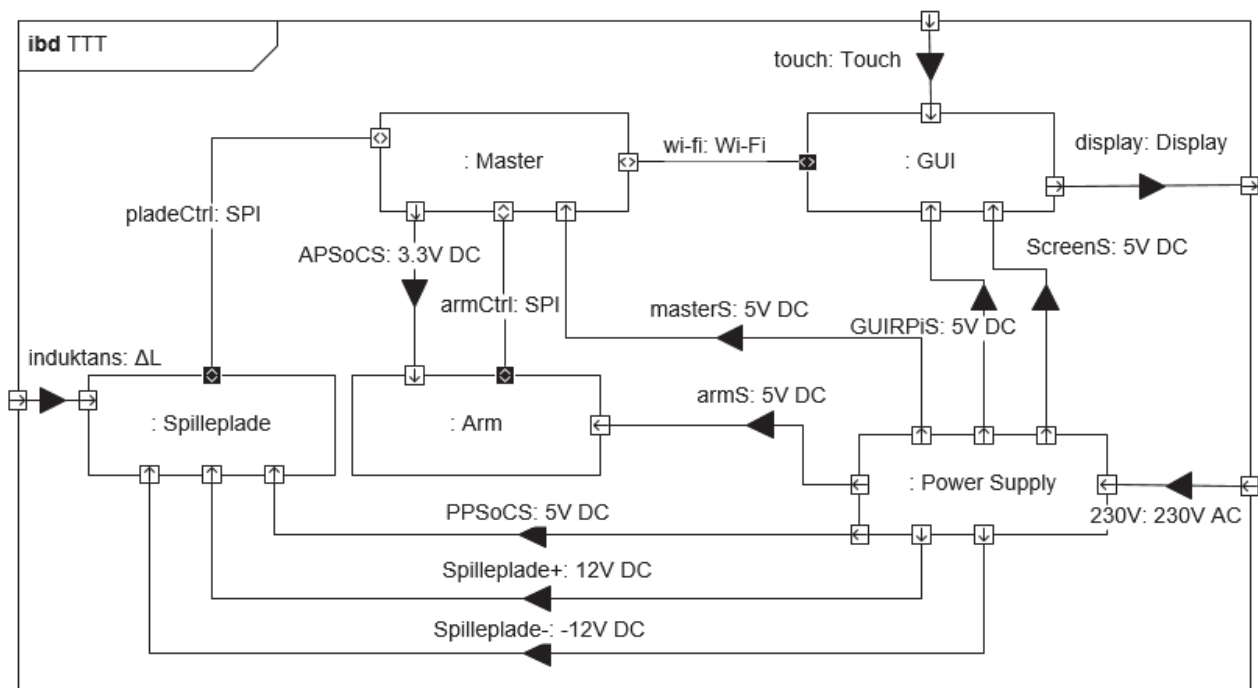 ibd TTT
touch: Touch
: Master
wi-fi: Wi-Fi
: GUI
display: Display
pladeCtrl: SPI
APSoCS: 3.3V DC
ScreenS: 5V DC
armCtrl: SPI
masterS: 5V DC
GUIRPiS: 5V DC
induktans: ΔL
: Spilleplade
: Arm
armS: 5V DC
: Power Supply
PPSoCS: 5V DC
230V: 230V AC
Spilleplade+: 12V DC
Spilleplade-: -12V DC